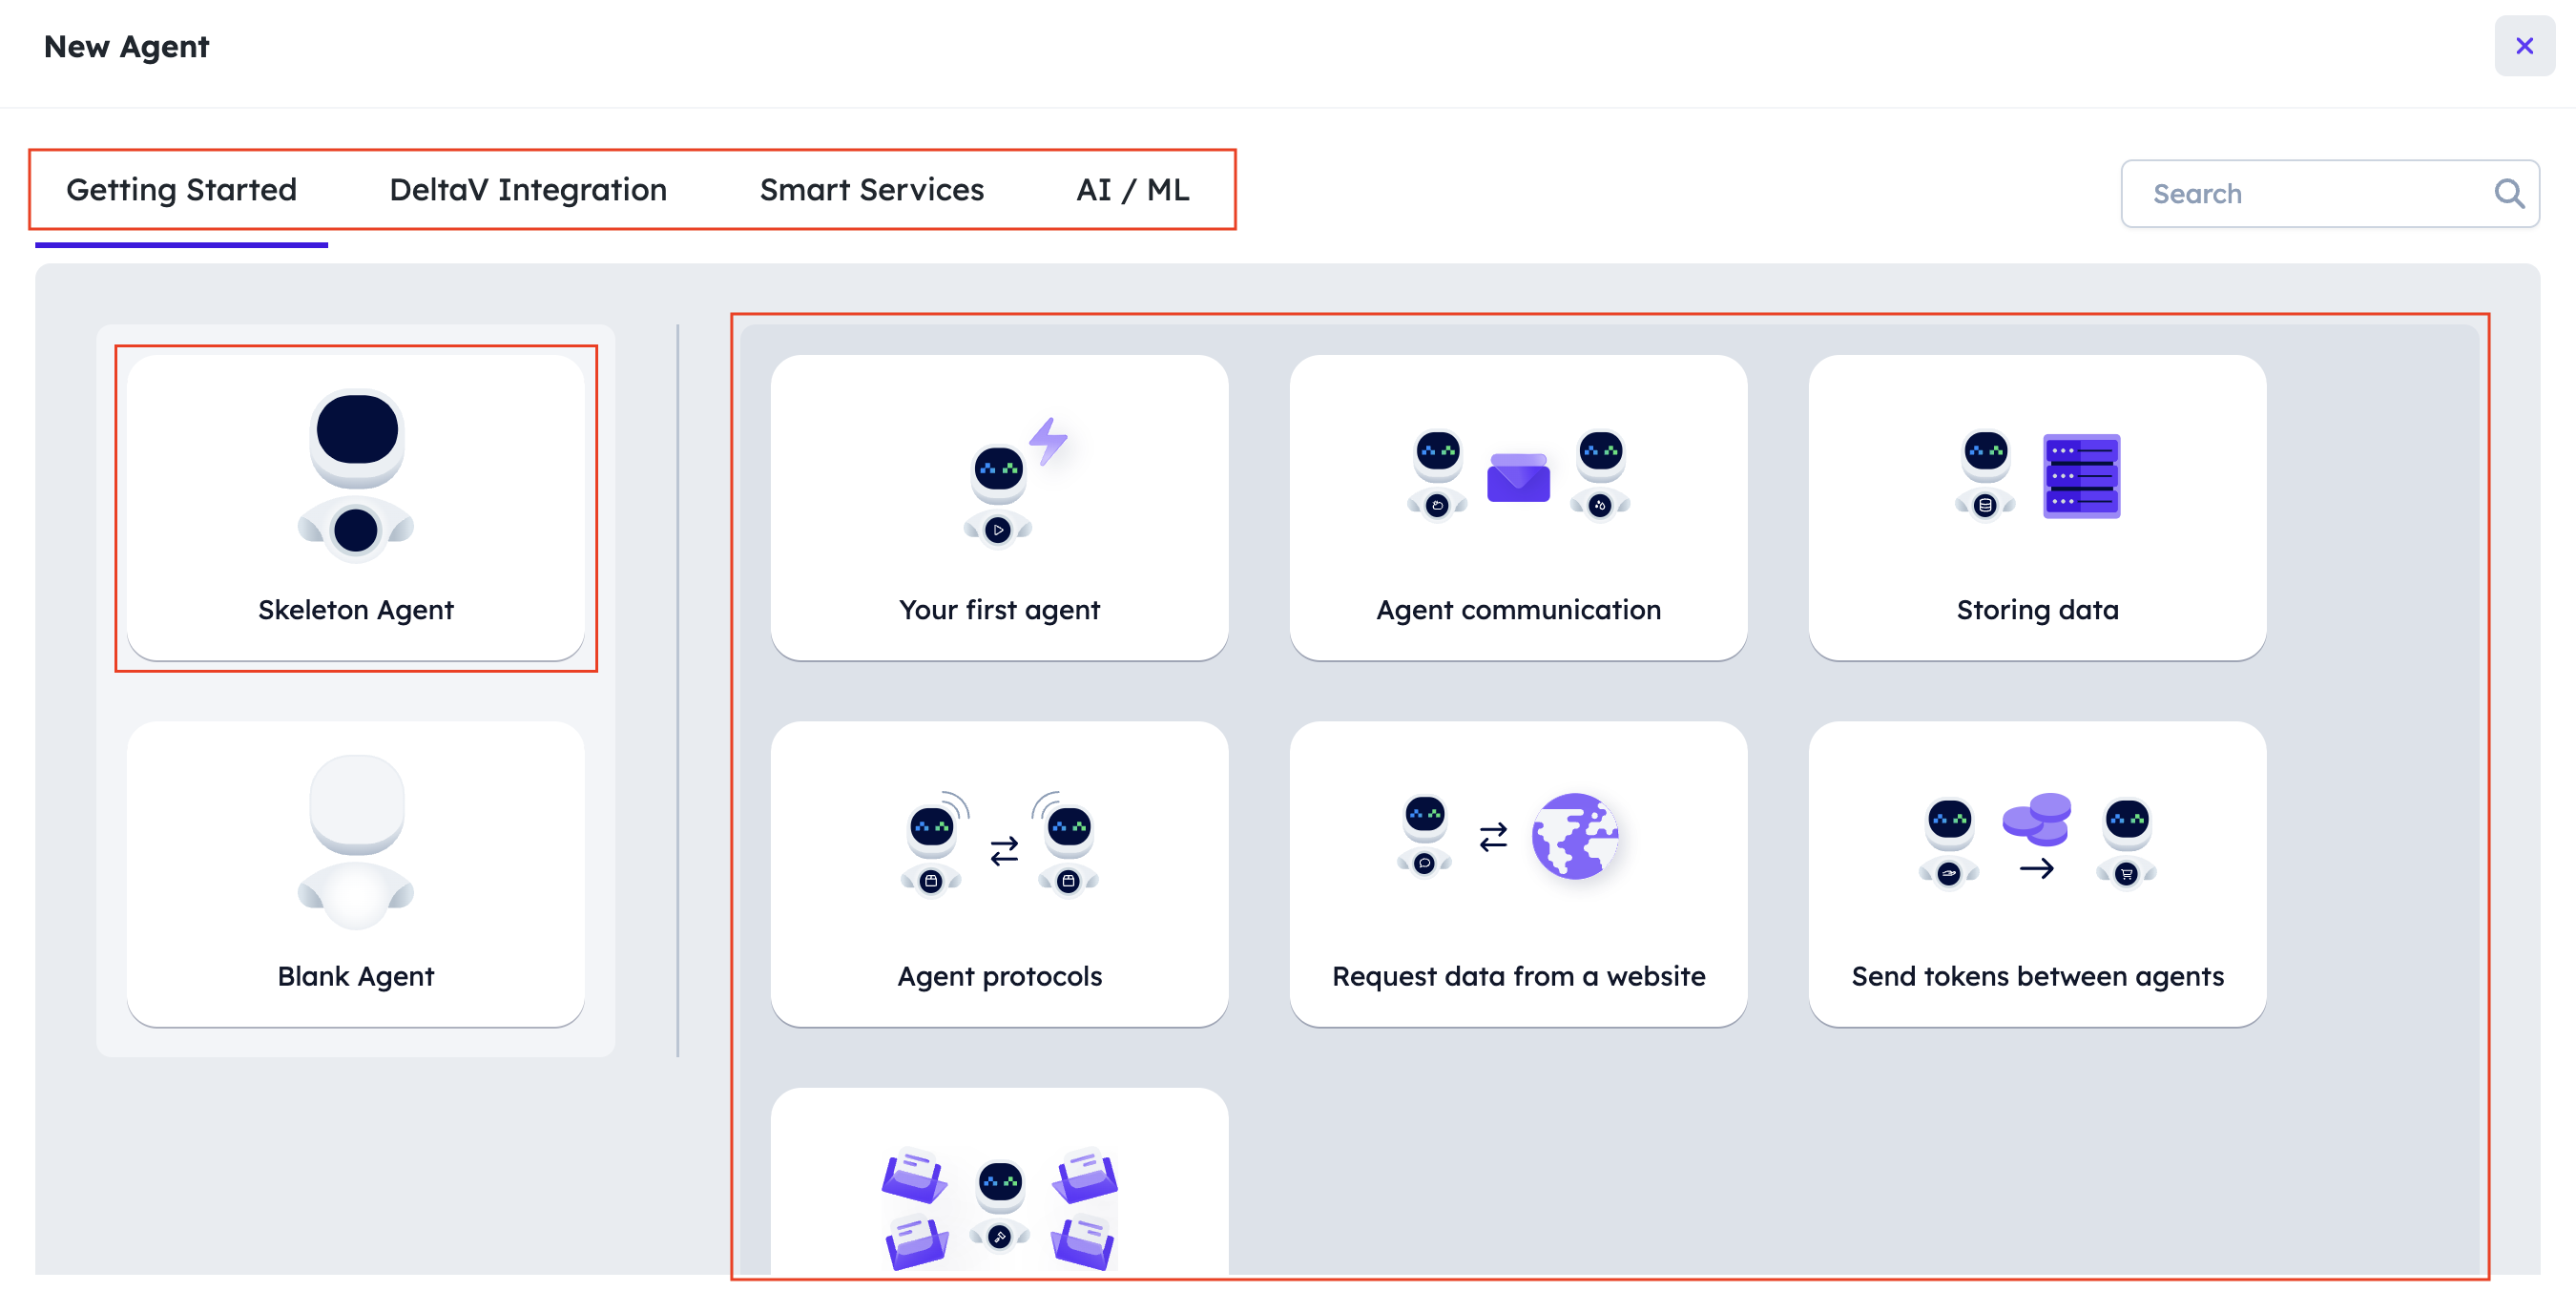 New Agent
Getting Started
DeltaV Integration
Smart Services
AI / ML
Search
Skeleton Agent
Your first agent
Agent communication
Storing data
Blank Agent
Agent protocols
Request data from a website
Send tokens between agents